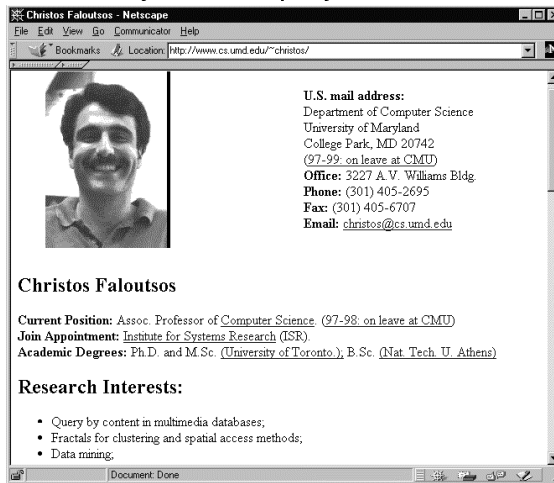 Christos Faloutsos - Netscape
File Edit View Go Communicator Help
Bookmarks Location: http://www.cs.umd.edu/~christos/
U.S. mail address:
Department of Computer Science
University of Maryland
College Park, MD 20742
(97-99: on leave at CMU)
Office: 3227 A.V. Williams Bldg.
Phone: (301) 405-2695
Fax: (301) 405-6707
Email: christos@cs.umd.edu
Christos Faloutsos
Current Position: Assoc. Professor of Computer Science. (97-98: on leave at CMU)
Join Appointment: Institute for Systems Research (ISR).
Academic Degrees: Ph.D. and M.Sc. (University of Toronto.); B.Sc. (Nat. Tech. U. Athens)
Research Interests:
• Query by content in multimedia databases;
• Fractals for clustering and spatial access methods;
• Data mining;
Document: Done